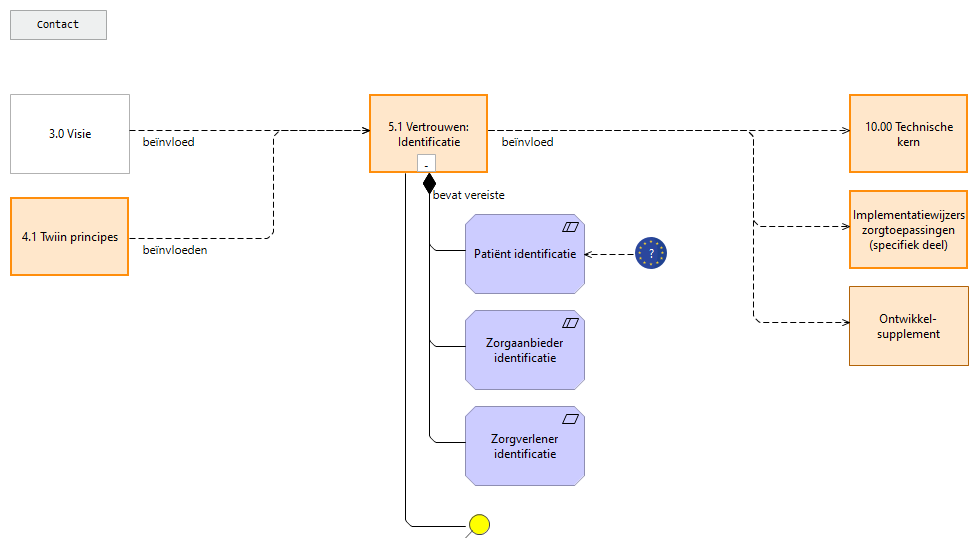 Contact
3.0 Visie
beïnvloed
4.1 Twiin principes
beïnvloeden
5.1 Vertrouwen:
Identificatie
-
beïnvloed
bevat vereiste
Patiënt identificatie
?
Zorgaanbieder
identificatie
Zorgverlener
identificatie
10.00 Technische
kern
Implementatiewijzers
zorgtoepassingen
(specifiek deel)
Ontwikkel-
supplement